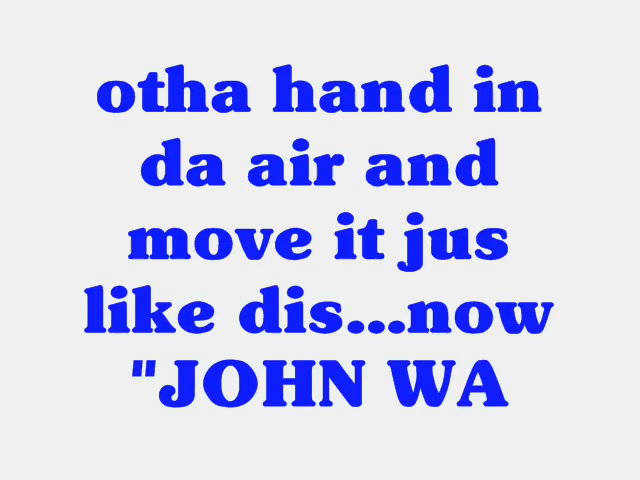 otha hand in
da air and
move it jus
like dis...now
"JOHN WA